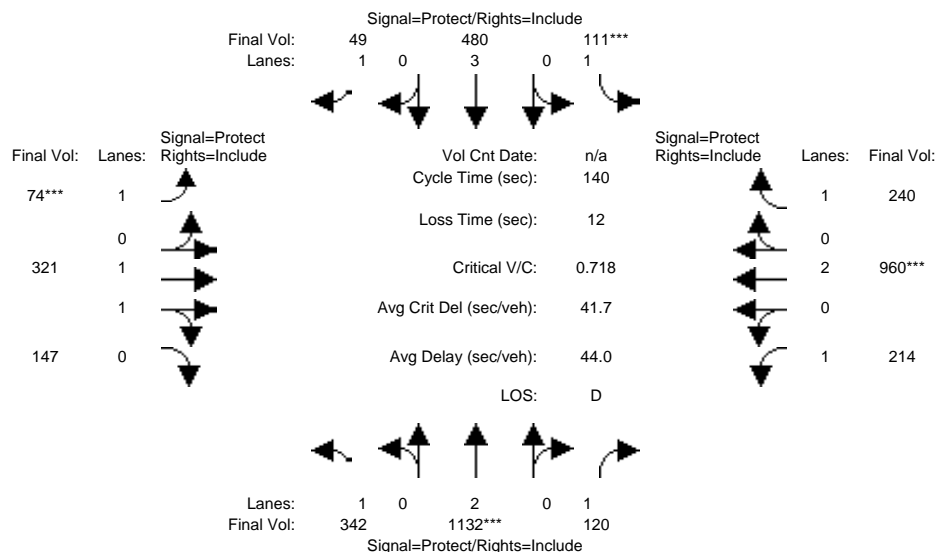 Signal=Protect/Rights=Include
Final Vol: 49 480 111***
Lanes: 1 0 3 0 1
Signal=Protect Signal=Protect
Final Vol: Lanes: Rights=Include Vol Cnt Date: n/a Rights=Include Lanes: Final Vol:
Cycle Time (sec): 140
74*** 1 1 240
Loss Time (sec): 12
0 0
321 1 Critical V/C: 0.718 2 960***
1 Avg Crit Del (sec/veh): 41.7 0
147 0 Avg Delay (sec/veh): 44.0 1 214
LOS: D
Lanes: 1 0 2 0 1
Final Vol: 342 1132*** 120
Signal=Protect/Rights=Include